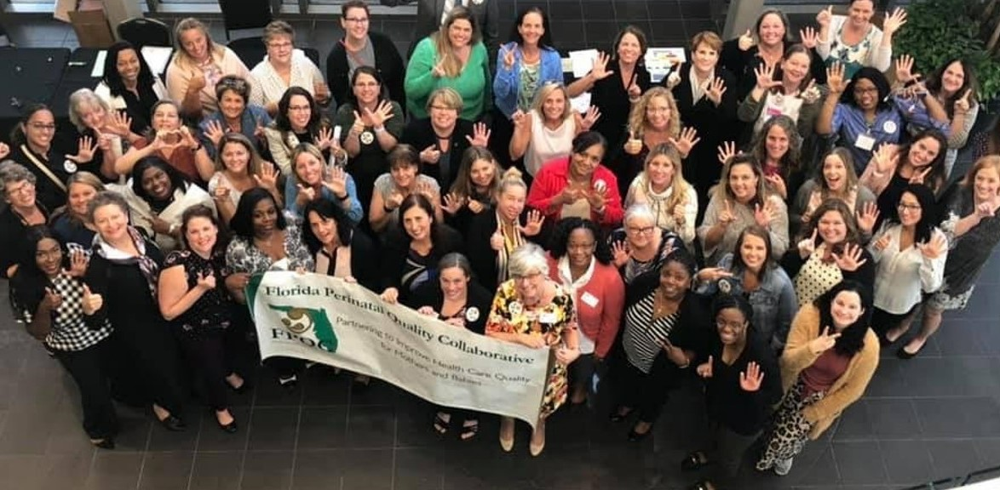 Florida Perinatal Quality Collaborative
FPQC
Partnering to Improve Health Care Quality
for Mothers and Babies